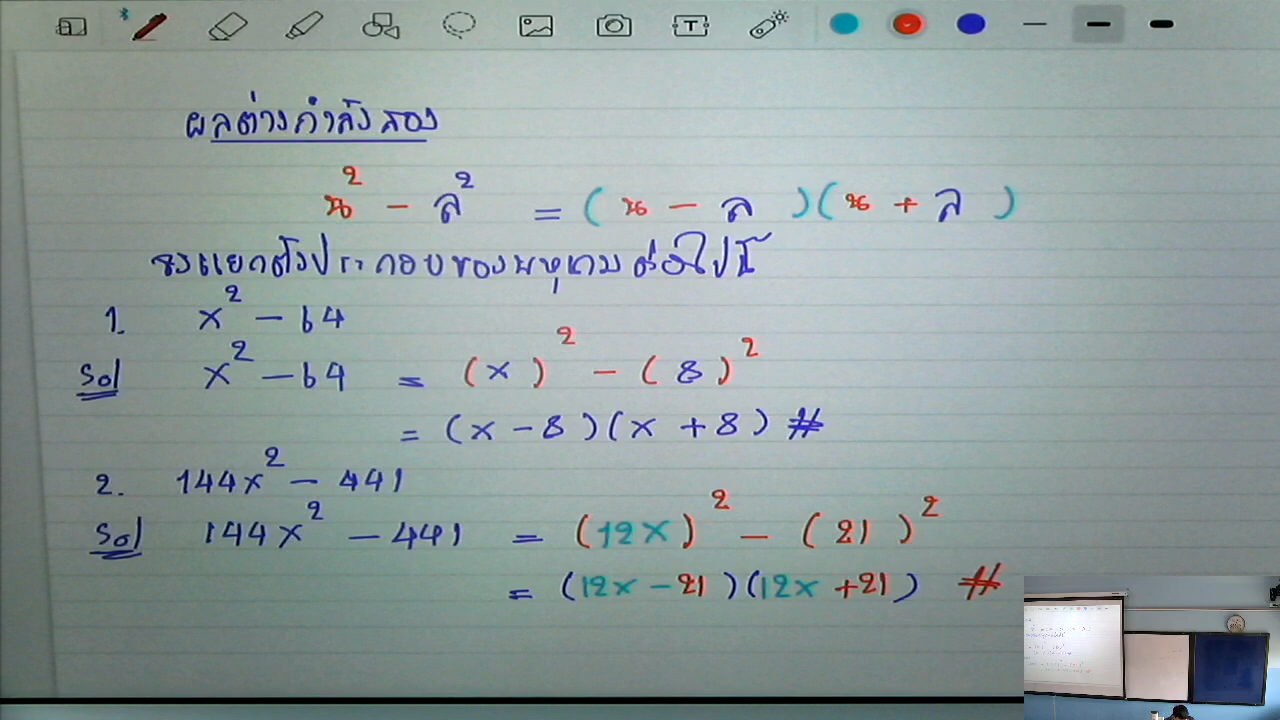 ผลต่างกำลังสอง
น² - ล² = (น - ล)(น + ล)
จงแยกตัวประกอบของพหุนาม ต่อไปนี้
1. x² - 64
Sol x² - 64 = (x)² - (8)²
= (x - 8)(x + 8) #
2. 144x² - 441
Sol 144x² - 441 = (12x)² - (21)²
= (12x - 21)(12x + 21) #